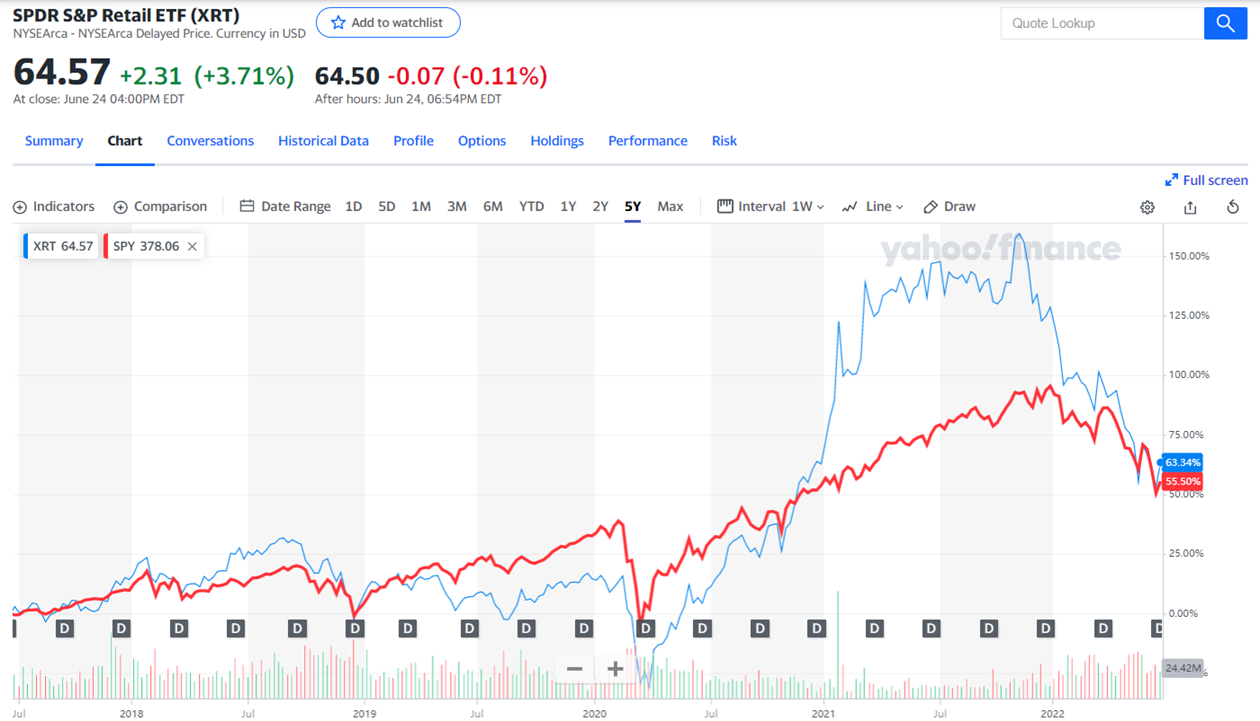 SPDR S&P Retail ETF (XRT)
Add to watchlist
Quote Lookup
NYSEArca - NYSEArca Delayed Price. Currency in USD
64.57 +2.31 (+3.71%) 64.50 -0.07 (-0.11%)
At close: June 24 04:00PM EDT After hours: Jun 24, 06:54PM EDT
Summary Chart Conversations Historical Data Profile Options Holdings Performance Risk
Full screen
Indicators Comparison Date Range 1D 5D 1M 3M 6M YTD 1Y 2Y 5Y Max Interval 1W Line Draw
XRT 64.57 SPY 378.06
yahoo!finance
150.00%
125.00%
100.00%
75.00%
63.34%
55.50%
50.00%
25.00%
0.00%
D D D D D D D D D D D D D D D D D D D D
24.42M
Jul 2018 Jul 2019 Jul 2020 Jul 2021 Jul 2022